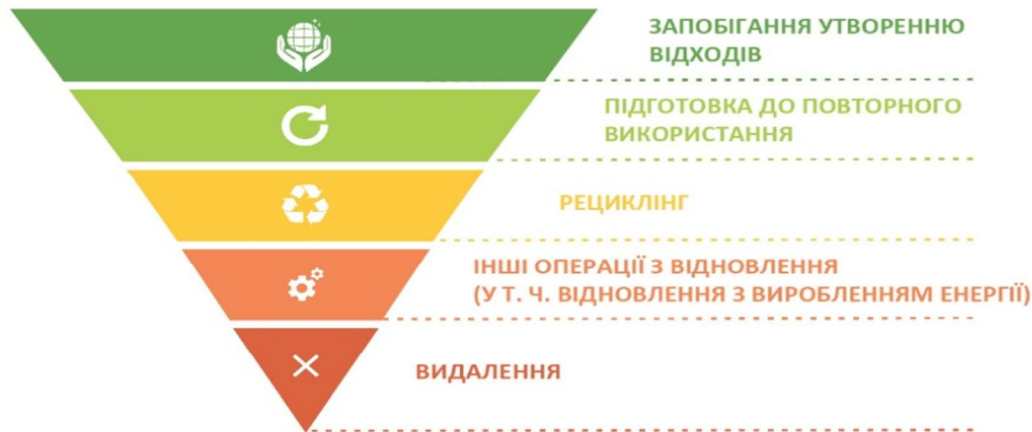 ЗАПОБІГАННЯ УТВОРЕННЮ
ВІДХОДІВ
ПІДГОТОВКА ДО ПОВТОРНОГО
ВИКОРИСТАННЯ
РЕЦИКЛІНГ
ІНШІ ОПЕРАЦІЇ З ВІДНОВЛЕННЯ
(У Т. Ч. ВІДНОВЛЕННЯ З ВИРОБЛЕННЯМ ЕНЕРГІЇ)
ВИДАЛЕННЯ